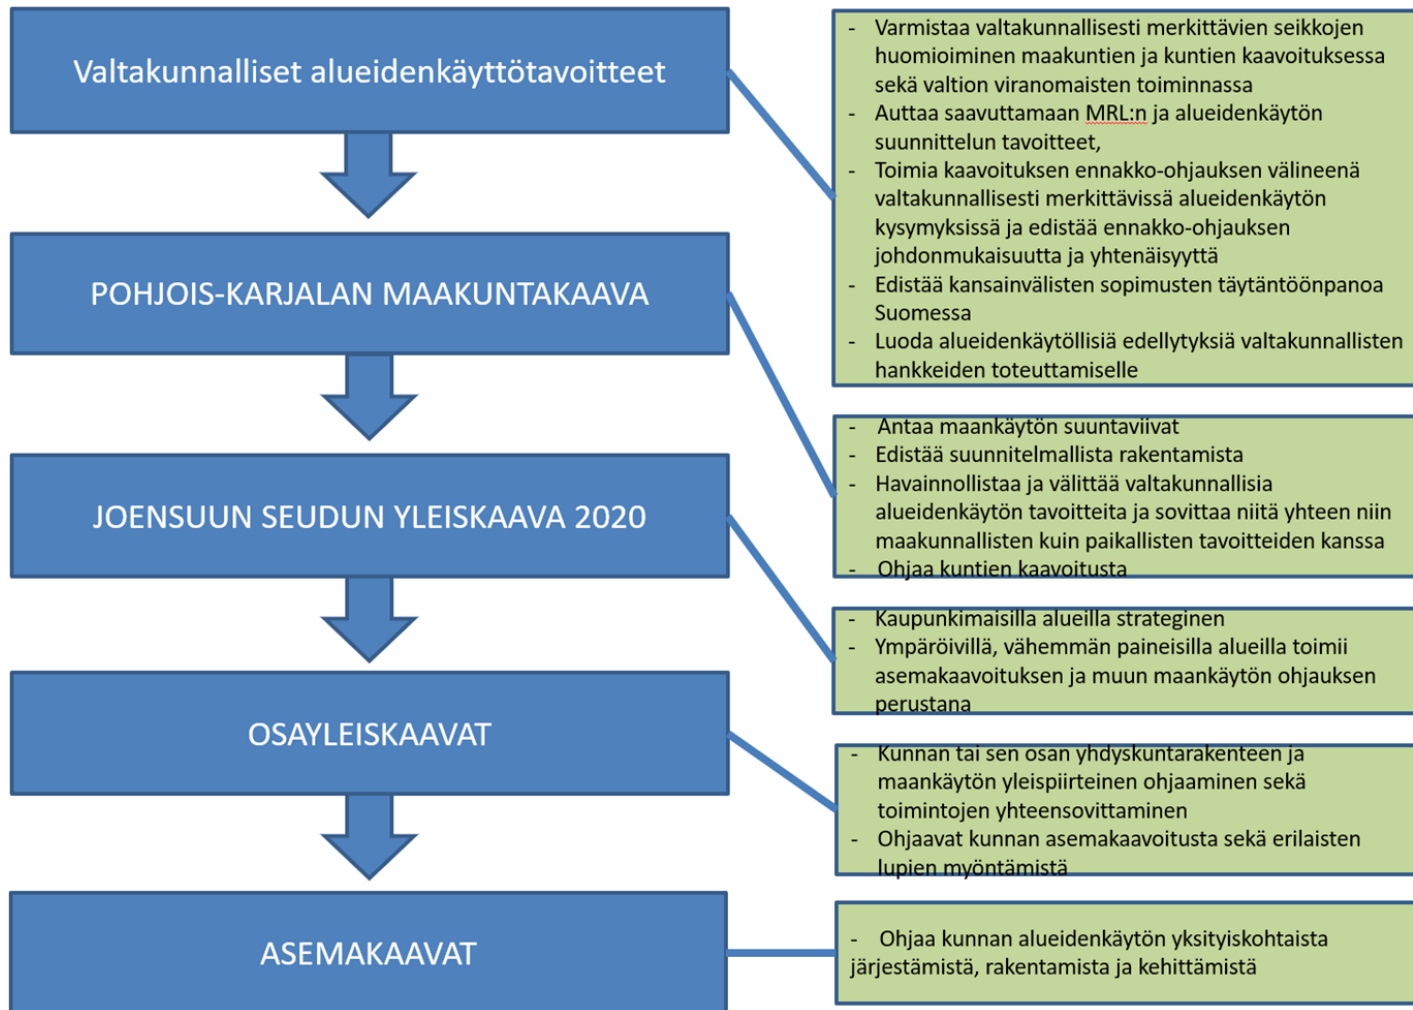 Valtakunnalliset alueidenkäyttötavoitteet
- Varmistaa valtakunnallisesti merkittävien seikkojen
huomioiminen maakuntien ja kuntien kaavoituksessa
sekä valtion viranomaisten toiminnassa
- Auttaa saavuttamaan MRL:n ja alueidenkäytön
suunnittelun tavoitteet,
- Toimia kaavoituksen ennakko-ohjauksen välineenä
valtakunnallisesti merkittävissä alueidenkäytön
kysymyksissä ja edistää ennakko-ohjauksen
johdonmukaisuutta ja yhtenäisyyttä
- Edistää kansainvälisten sopimusten täytäntöönpanoa
Suomessa
- Luoda alueidenkäytöllisiä edellytyksiä valtakunnallisten
hankkeiden toteuttamiselle
POHJOIS-KARJALAN MAAKUNTAKAAVA
- Antaa maankäytön suuntaviivat
- Edistää suunnitelmallista rakentamista
- Havainnollistaa ja välittää valtakunnallisia
alueidenkäytön tavoitteita ja sovittaa niitä yhteen niin
maakunnallisten kuin paikallisten tavoitteiden kanssa
- Ohjaa kuntien kaavoitusta
JOENSUUN SEUDUN YLEISKAAVA 2020
- Kaupunkimaisilla alueilla strateginen
- Ympäröivillä, vähemmän paineisilla alueilla toimii
asemakaavoituksen ja muun maankäytön ohjauksen
perustana
OSAYLEISKAAVAT
- Kunnan tai sen osan yhdyskuntarakenteen ja
maankäytön yleispiirteinen ohjaaminen sekä
toimintojen yhteensovittaminen
- Ohjaavat kunnan asemakaavoitusta sekä erilaisten
lupien myöntämistä
ASEMAKAAVAT
- Ohjaa kunnan alueidenkäytön yksityiskohtaista
järjestämistä, rakentamista ja kehittämistä